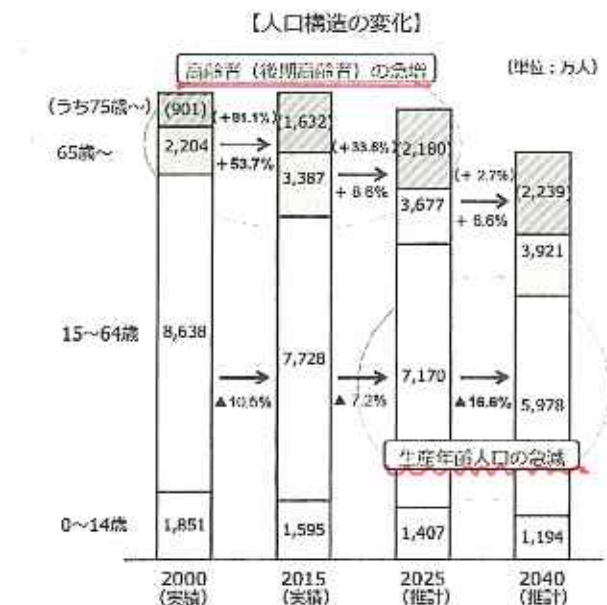 【人口構造の変化】
高齢者（後期高齢者）の急増
（単位：万人）
（うち75歳～）
(901)
(+81.1%)
(1,632)
(+33.6%)
(2,180)
(+ 2.7%)
(2,239)
65歳～
2,204
+53.7%
3,387
+ 8.6%
3,677
+ 6.6%
3,921
15～64歳
8,638
7,728
7,170
5,978
▲10.5%
▲ 7.2%
▲16.6%
生産年齢人口の急減
0～14歳
1,851
1,595
1,407
1,194
2000
2015
2025
2040
(実績)
(実績)
(推計)
(推計)